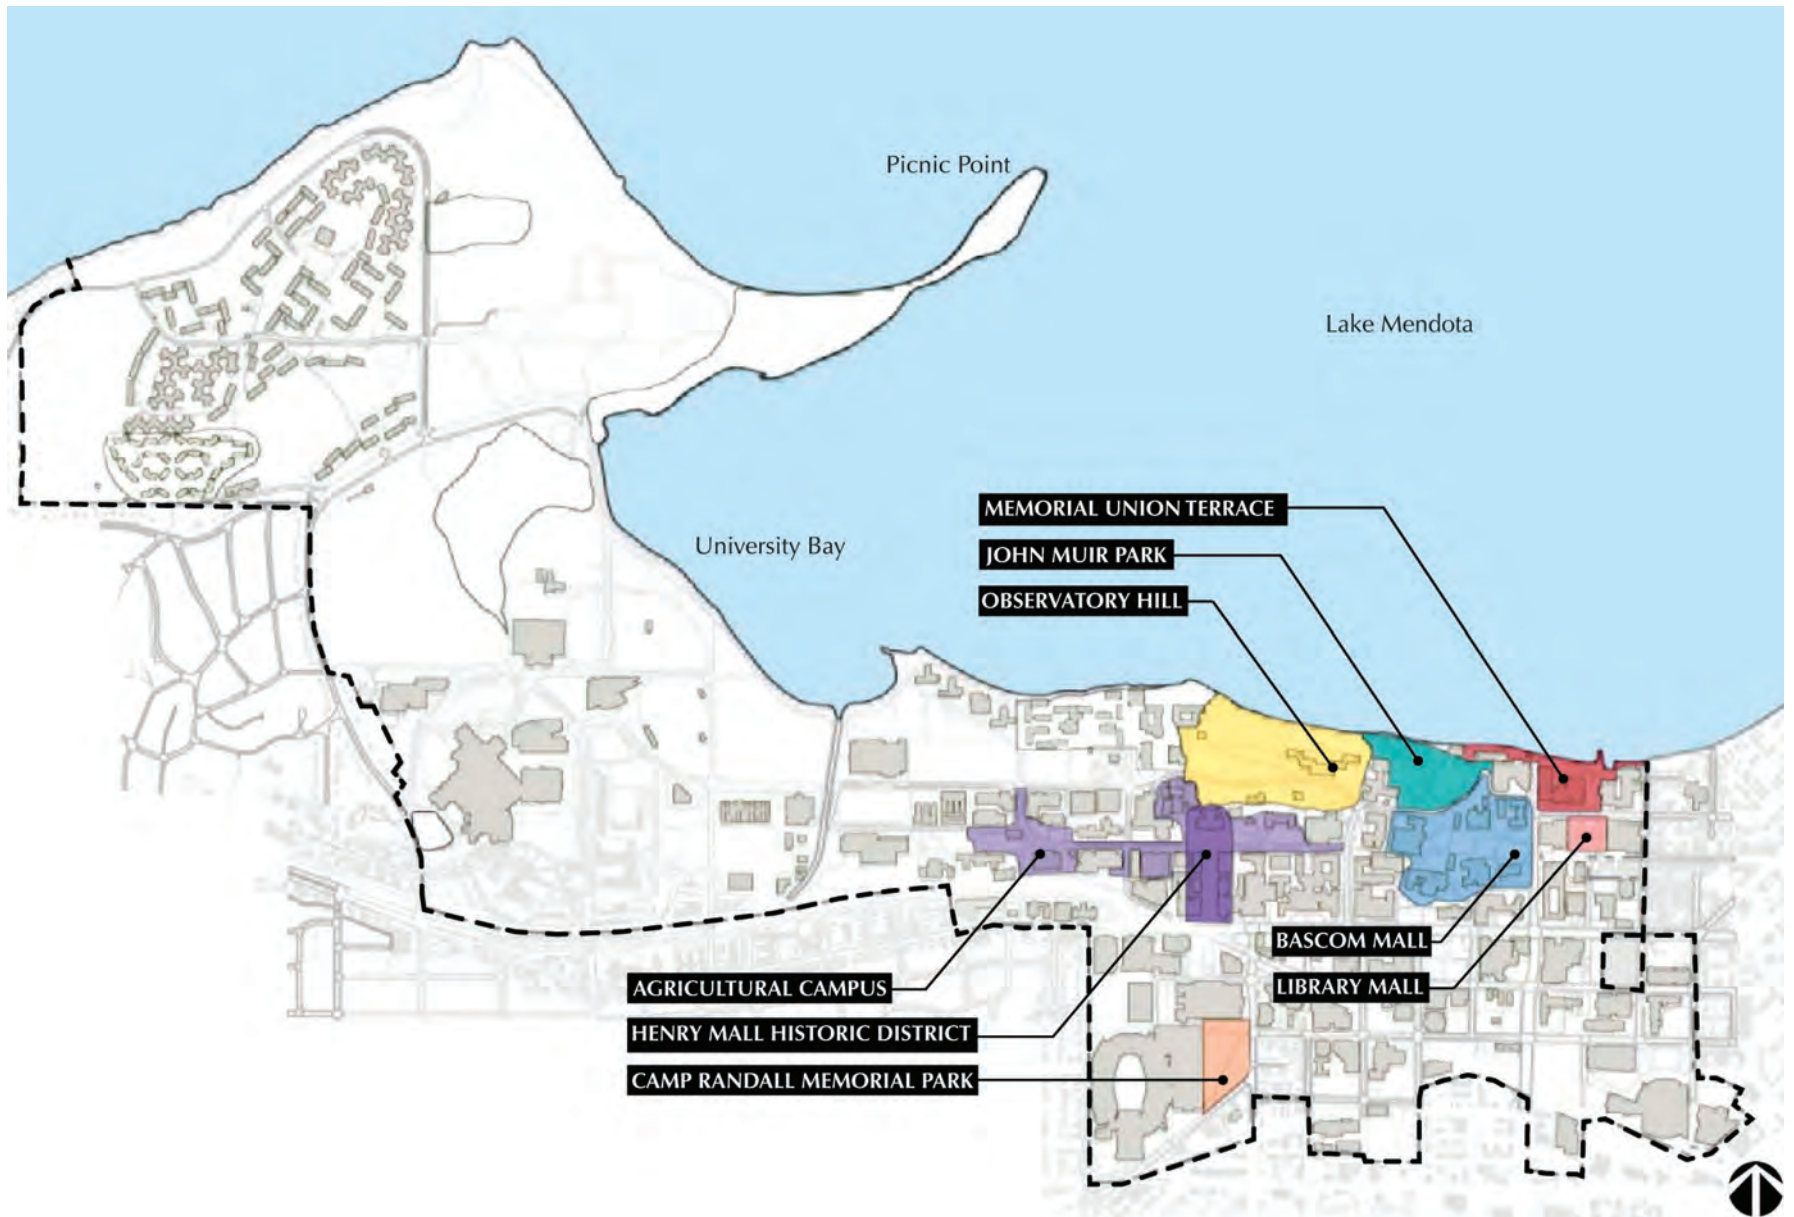 Picnic Point
Lake Mendota
MEMORIAL UNION TERRACE
University Bay
JOHN MUIR PARK
OBSERVATORY HILL
BASCOM MALL
AGRICULTURAL CAMPUS
LIBRARY MALL
HENRY MALL HISTORIC DISTRICT
CAMP RANDALL MEMORIAL PARK